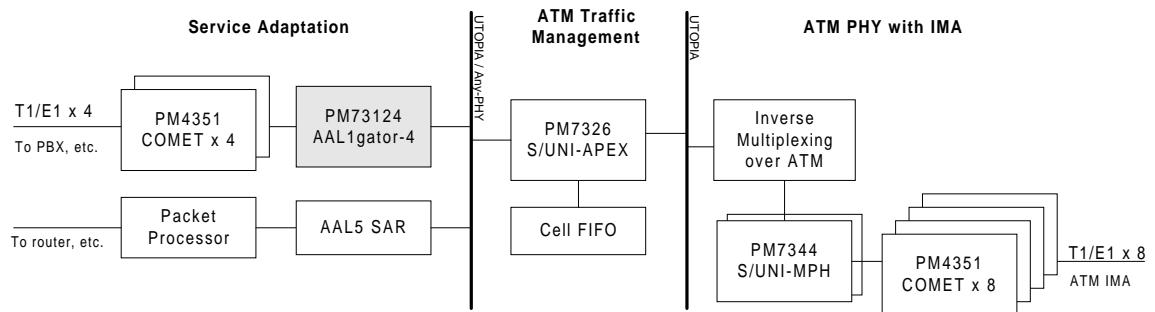 Service Adaptation
ATM Traffic
Management
ATM PHY with IMA
UTOPIA / Any-PHY
UTOPIA
T1/E1 x 4
To PBX, etc.
PM4351
COMET x 4
PM73124
AAL1gator-4
PM7326
S/UNI-APEX
Inverse
Multiplexing
over ATM
To router, etc.
Packet
Processor
AAL5 SAR
Cell FIFO
PM7344
S/UNI-MPH
PM4351
COMET x 8
T1/E1 x 8
ATM IMA